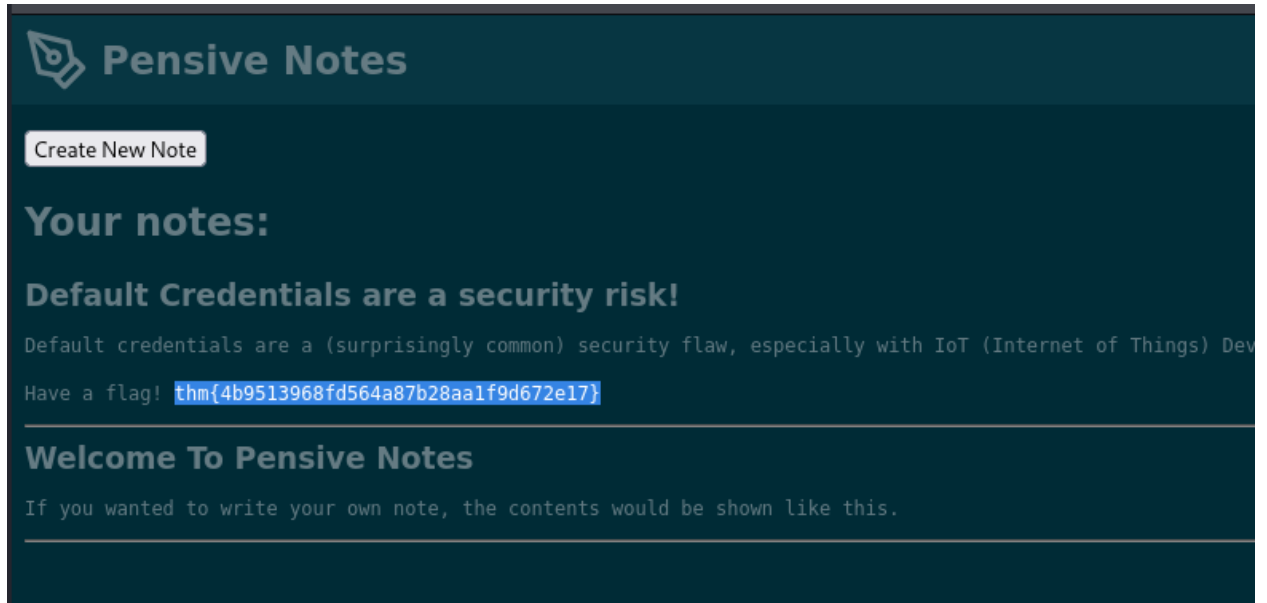 Pensive Notes
Create New Note
Your notes:
Default Credentials are a security risk!
Default credentials are a (surprisingly common) security flaw, especially with IoT (Internet of Things) Dev
Have a flag! thm{4b9513968fd564a87b28aa1f9d672e17}
Welcome To Pensive Notes
If you wanted to write your own note, the contents would be shown like this.